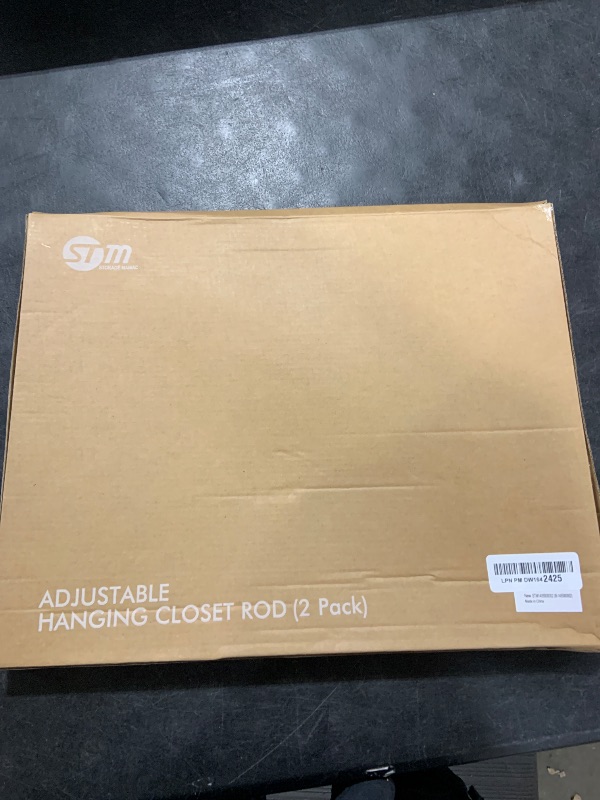 STM
ADJUSTABLE
HANGING CLOSET ROD (2 Pack)
LPN PM DW164 2425
Made in China